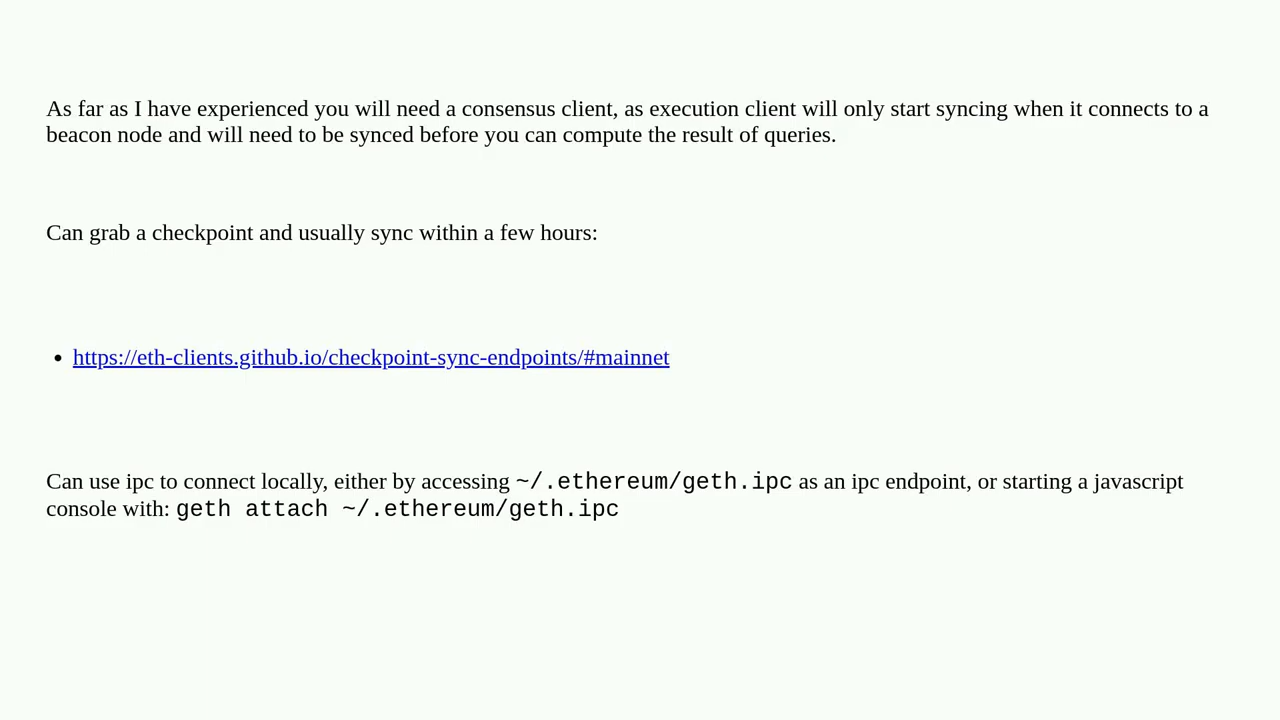 As far as I have experienced you will need a consensus client, as execution client will only start syncing when it connects to a
beacon node and will need to be synced before you can compute the result of queries.
Can grab a checkpoint and usually sync within a few hours:
• https://eth-clients.github.io/checkpoint-sync-endpoints/#mainnet
Can use ipc to connect locally, either by accessing ~/.ethereum/geth.ipc as an ipc endpoint, or starting a javascript
console with: geth attach ~/.ethereum/geth.ipc